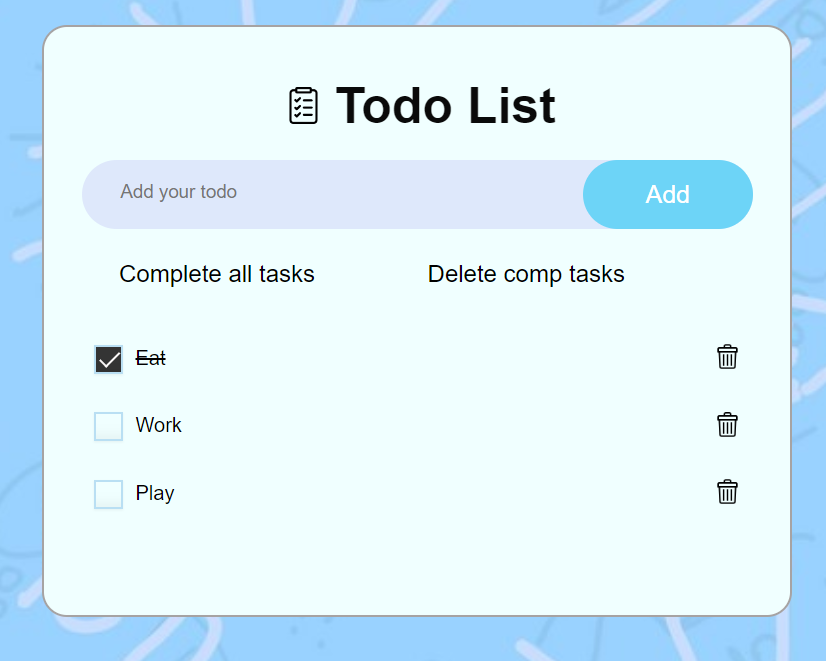 Todo List
Add your todo Add
Complete all tasks Delete comp tasks
Eat
Work
Play